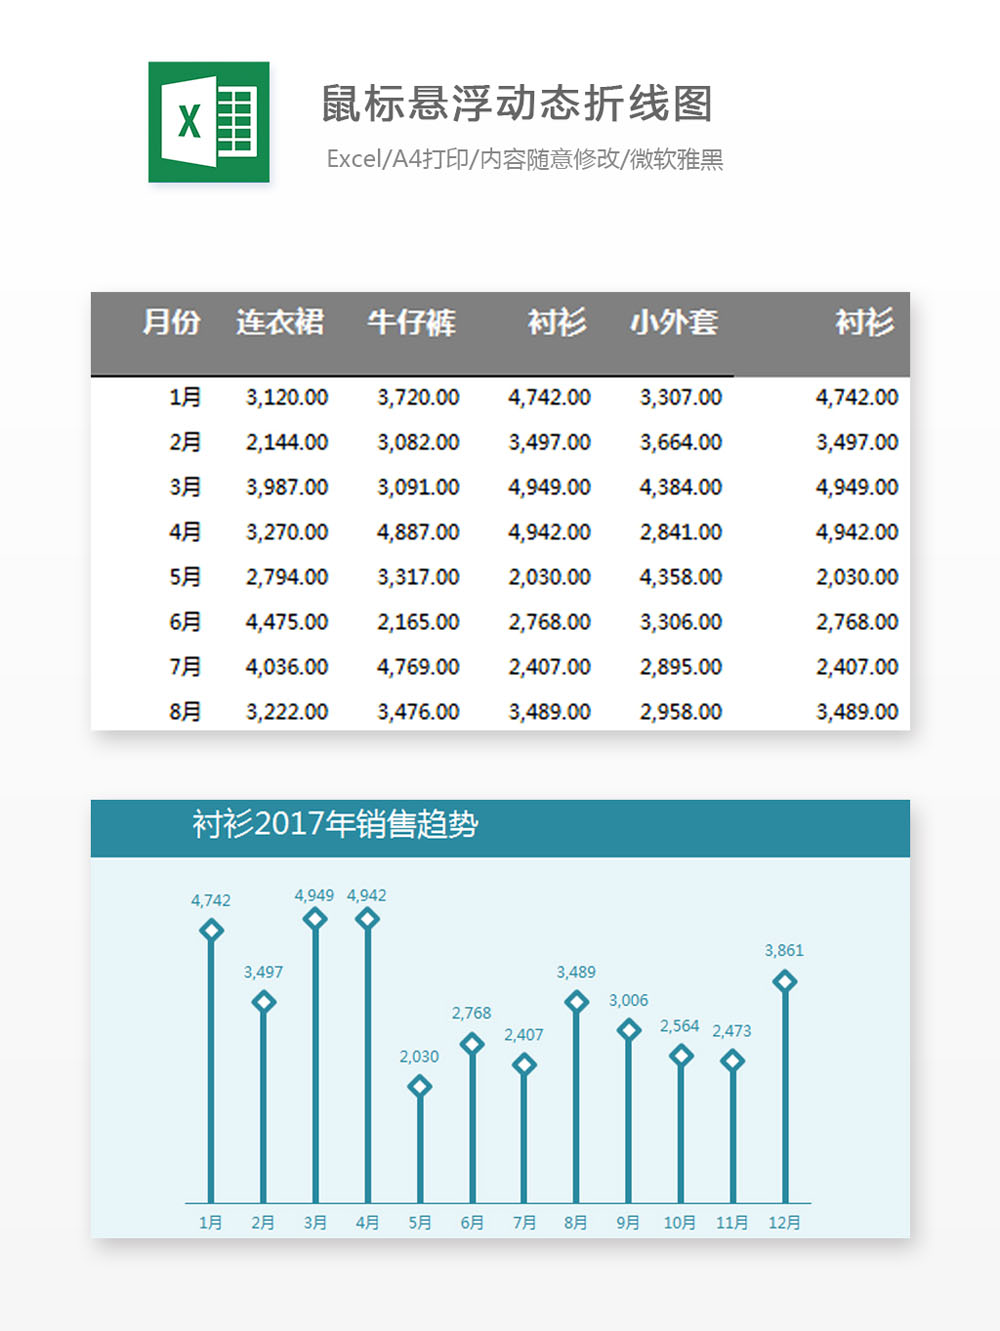 X
鼠标悬浮动态折线图
Excel/A4打印/内容随意修改/微软雅黑
月份 连衣裙 牛仔裤 衬衫 小外套 衬衫
1月 3,120.00 3,720.00 4,742.00 3,307.00 4,742.00
2月 2,144.00 3,082.00 3,497.00 3,664.00 3,497.00
3月 3,987.00 3,091.00 4,949.00 4,384.00 4,949.00
4月 3,270.00 4,887.00 4,942.00 2,841.00 4,942.00
5月 2,794.00 3,317.00 2,030.00 4,358.00 2,030.00
6月 4,475.00 2,165.00 2,768.00 3,306.00 2,768.00
7月 4,036.00 4,769.00 2,407.00 2,895.00 2,407.00
8月 3,222.00 3,476.00 3,489.00 2,958.00 3,489.00
衬衫2017年销售趋势
4,742 3,497 4,949 4,942 2,030 2,768 2,407 3,489 3,006 2,564 2,473 3,861
1月 2月 3月 4月 5月 6月 7月 8月 9月 10月 11月 12月